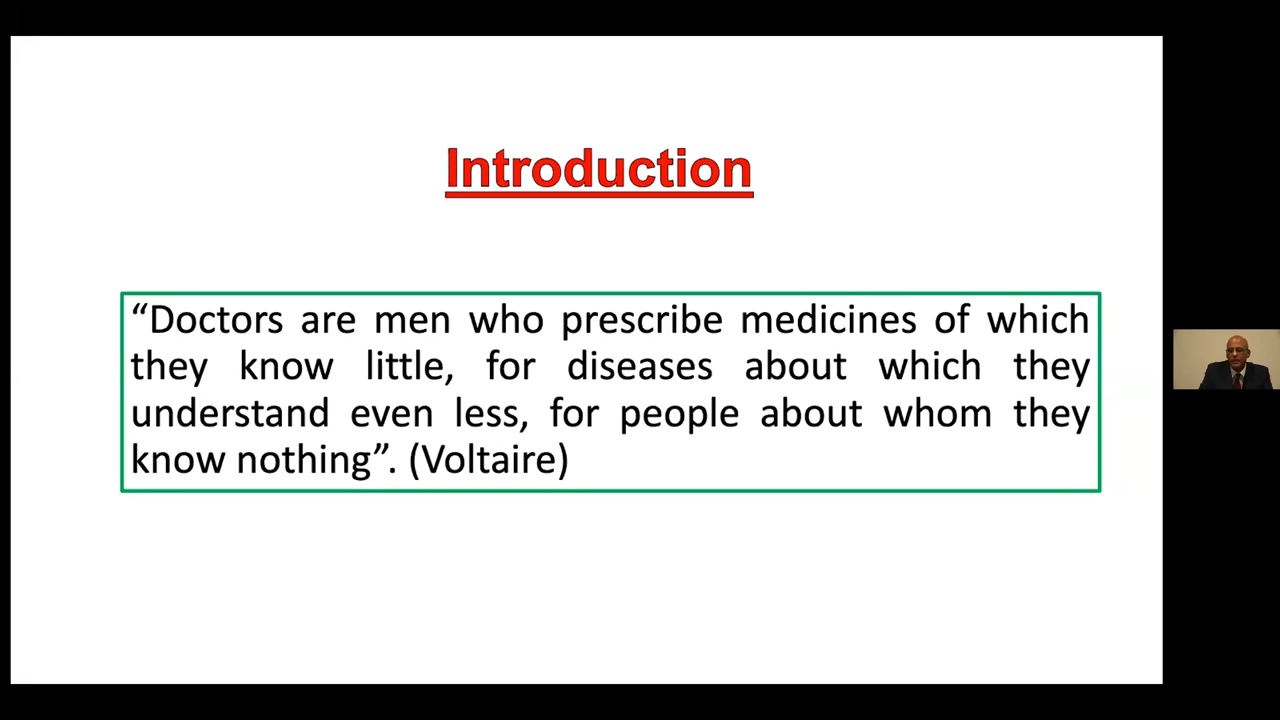 Introduction
“Doctors are men who prescribe medicines of which
they know little, for diseases about which they
understand even less, for people about whom they
know nothing”. (Voltaire)